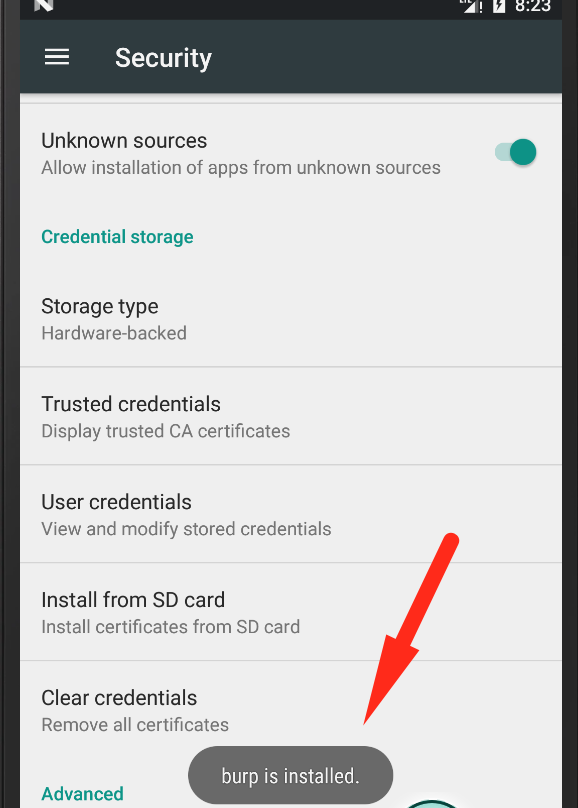 8:23
Security
Unknown sources
Allow installation of apps from unknown sources
Credential storage
Storage type
Hardware-backed
Trusted credentials
Display trusted CA certificates
User credentials
View and modify stored credentials
Install from SD card
Install certificates from SD card
Clear credentials
Remove all certificates
burp is installed.
Advanced